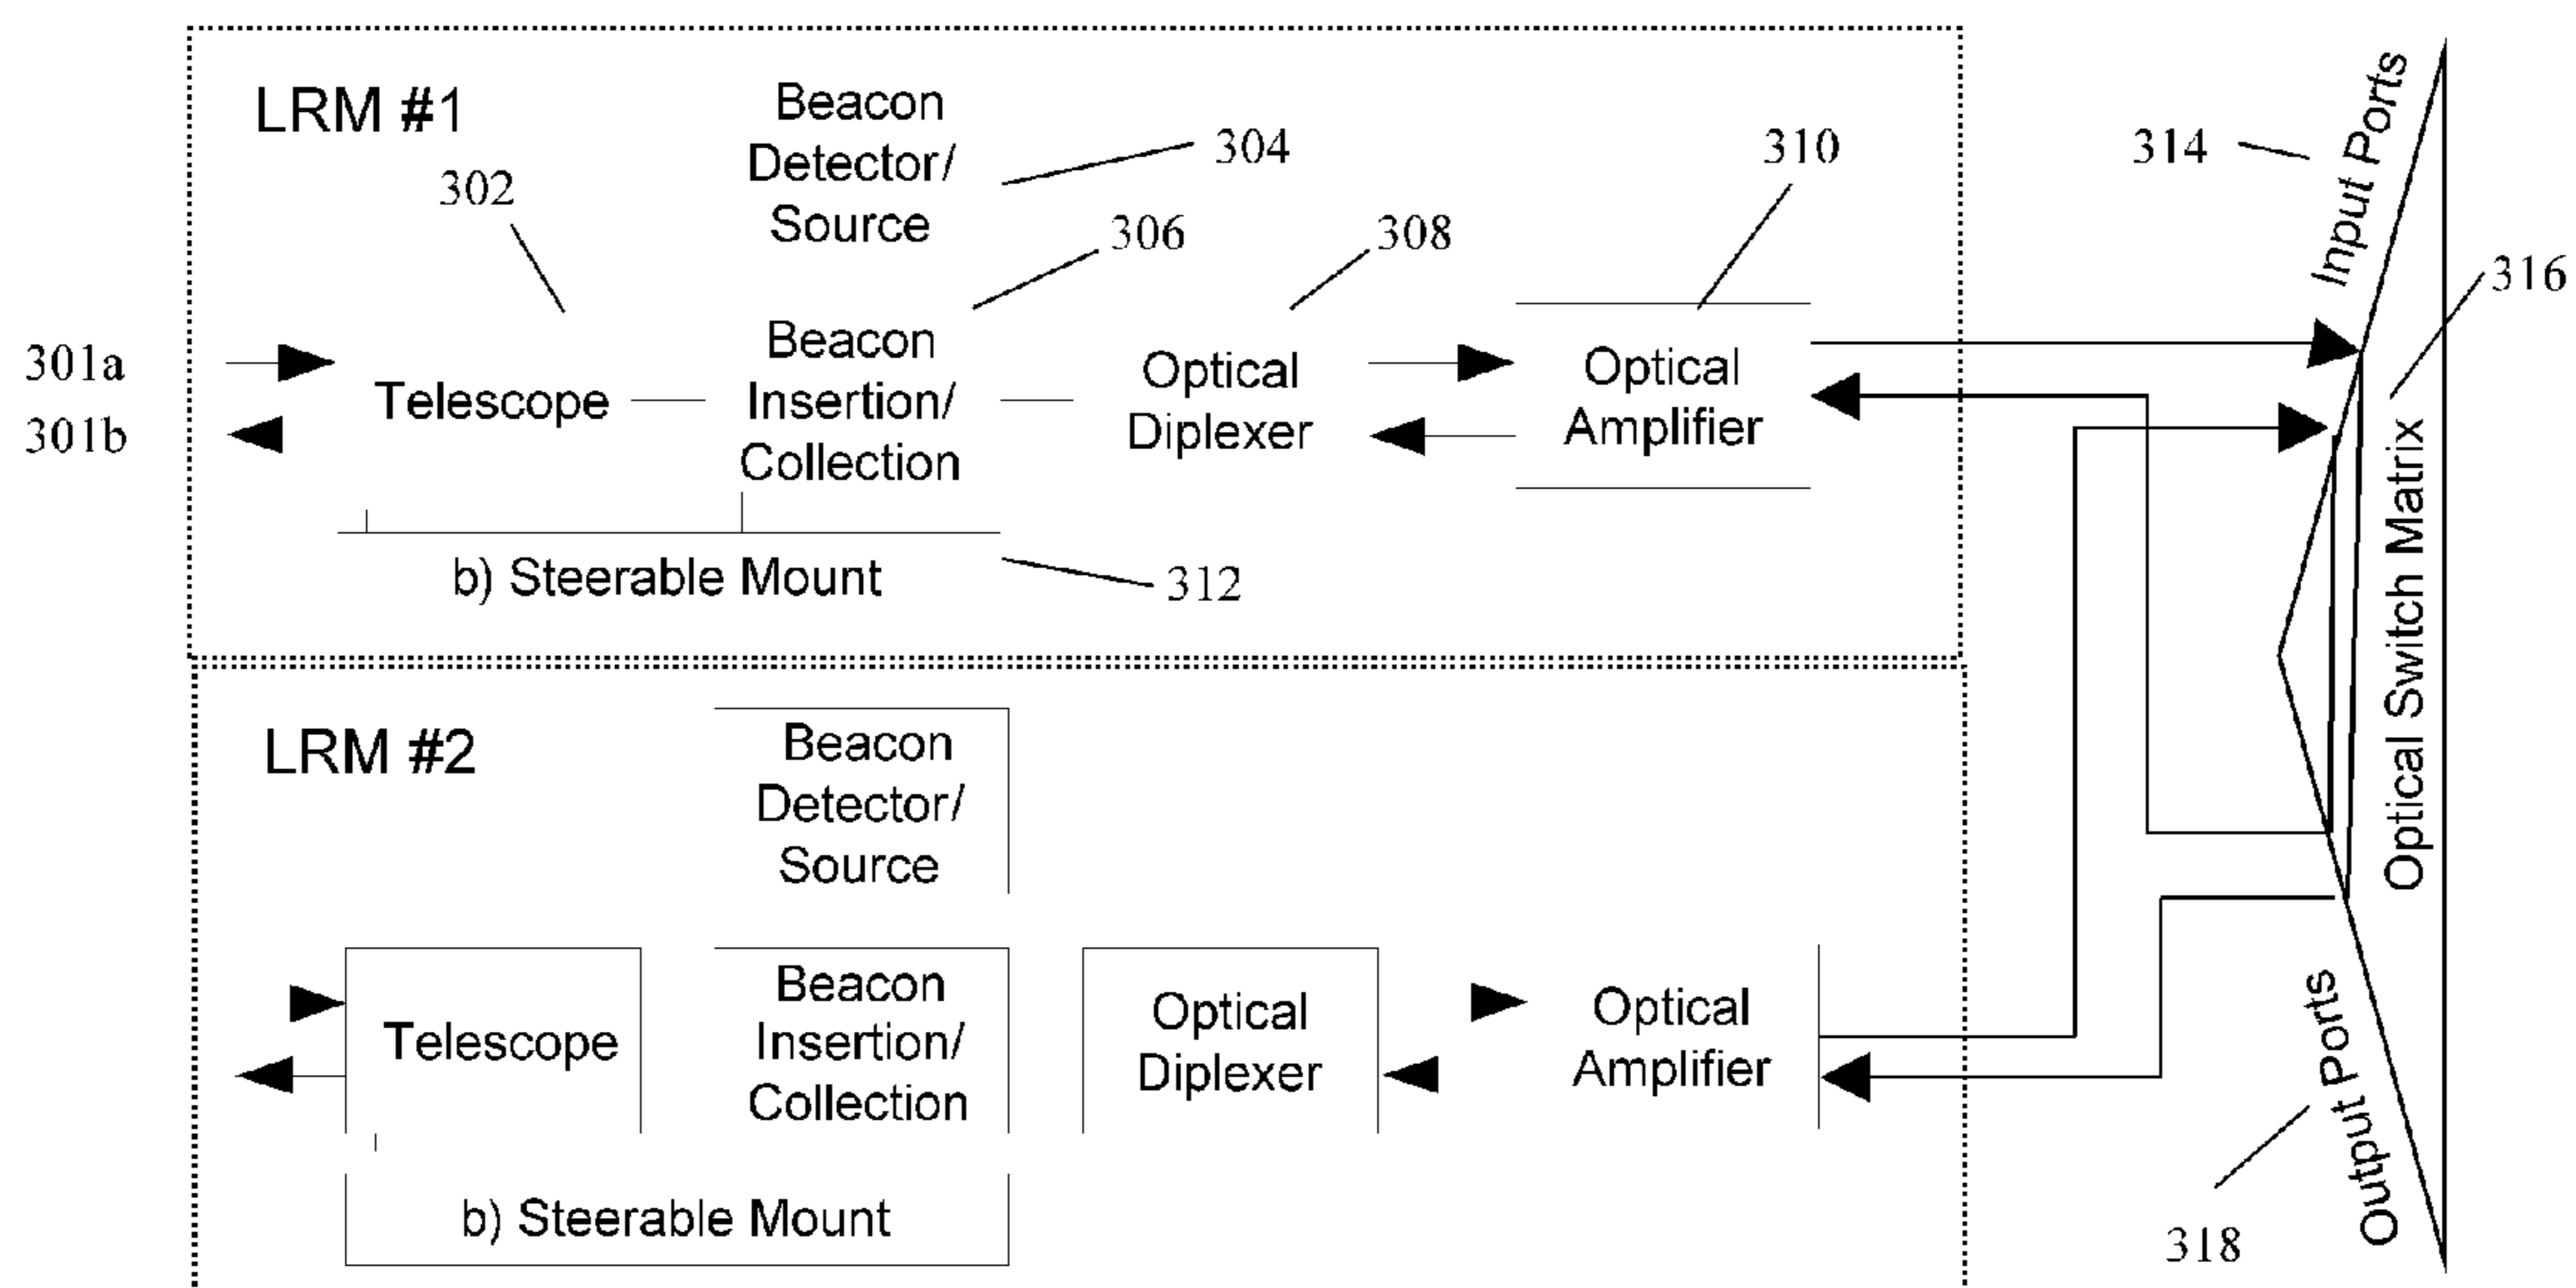 LRM #1
Beacon
Detector/
Source
304
302
306
308
310
314
Input Ports
316
301a
301b
Telescope
Beacon
Insertion/
Collection
Optical
Diplexer
Optical
Amplifier
Optical Switch Matrix
b) Steerable Mount
312
LRM #2
Beacon
Detector/
Source
Telescope
Beacon
Insertion/
Collection
Optical
Diplexer
Optical
Amplifier
b) Steerable Mount
Output Ports
318